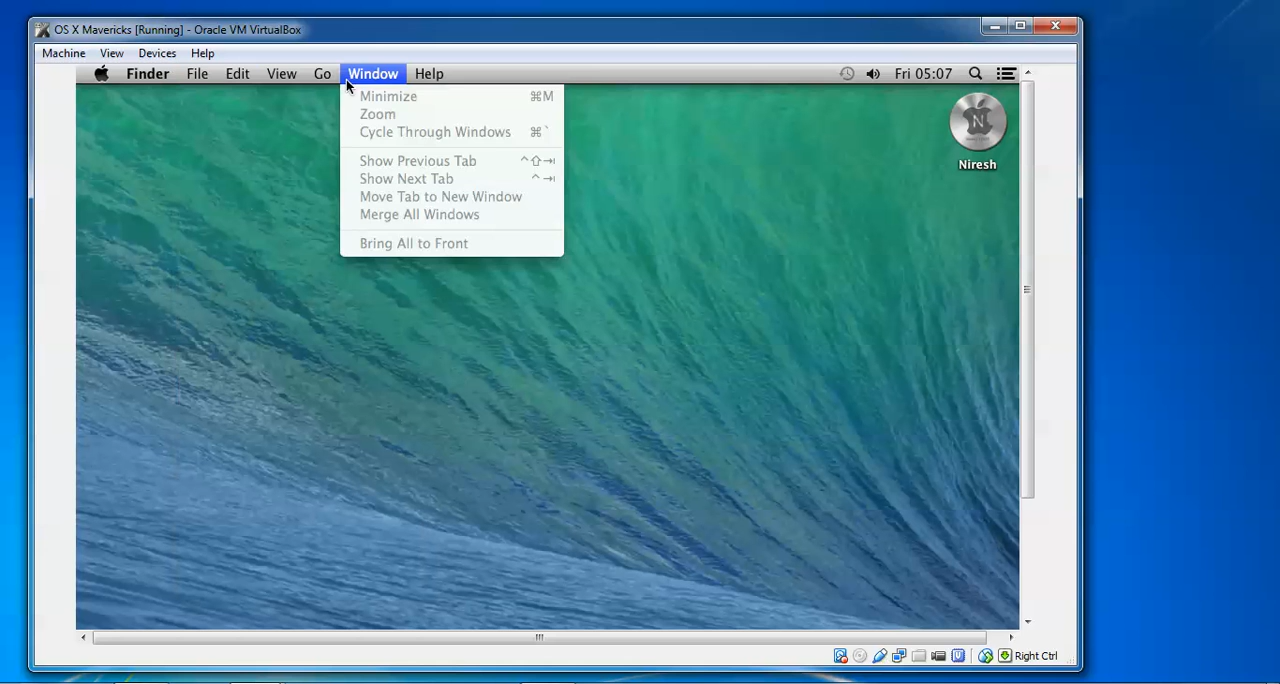 OS X Mavericks [Running] - Oracle VM VirtualBox
Machine View Devices Help
Finder File Edit View Go Window Help Fri 05:07
Minimize ⌘M
Zoom
Cycle Through Windows ⌘`
Show Previous Tab ^⇧⇥
Show Next Tab ^⇥
Move Tab to New Window
Merge All Windows
Bring All to Front
N
Niresh
Right Ctrl